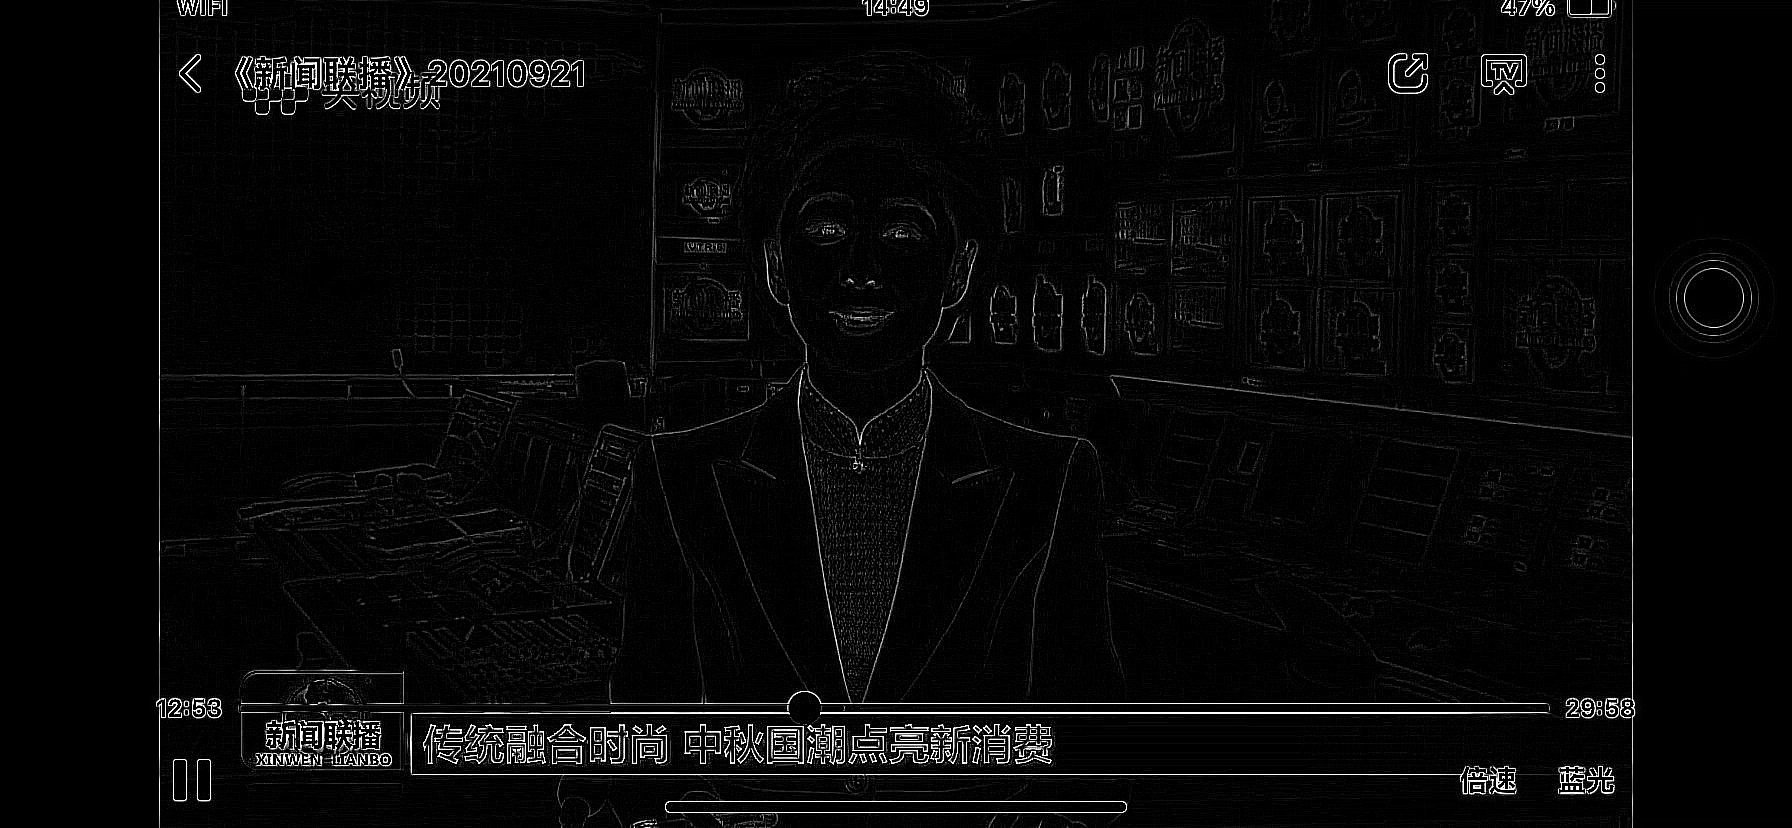 WIFI 14:49 47%
《新闻联播》20210921
央视频
VTR10
12:53 29:58
新闻联播
XINWEN LIANBO
传统融合时尚 中秋国潮点亮新消费
倍速 蓝光